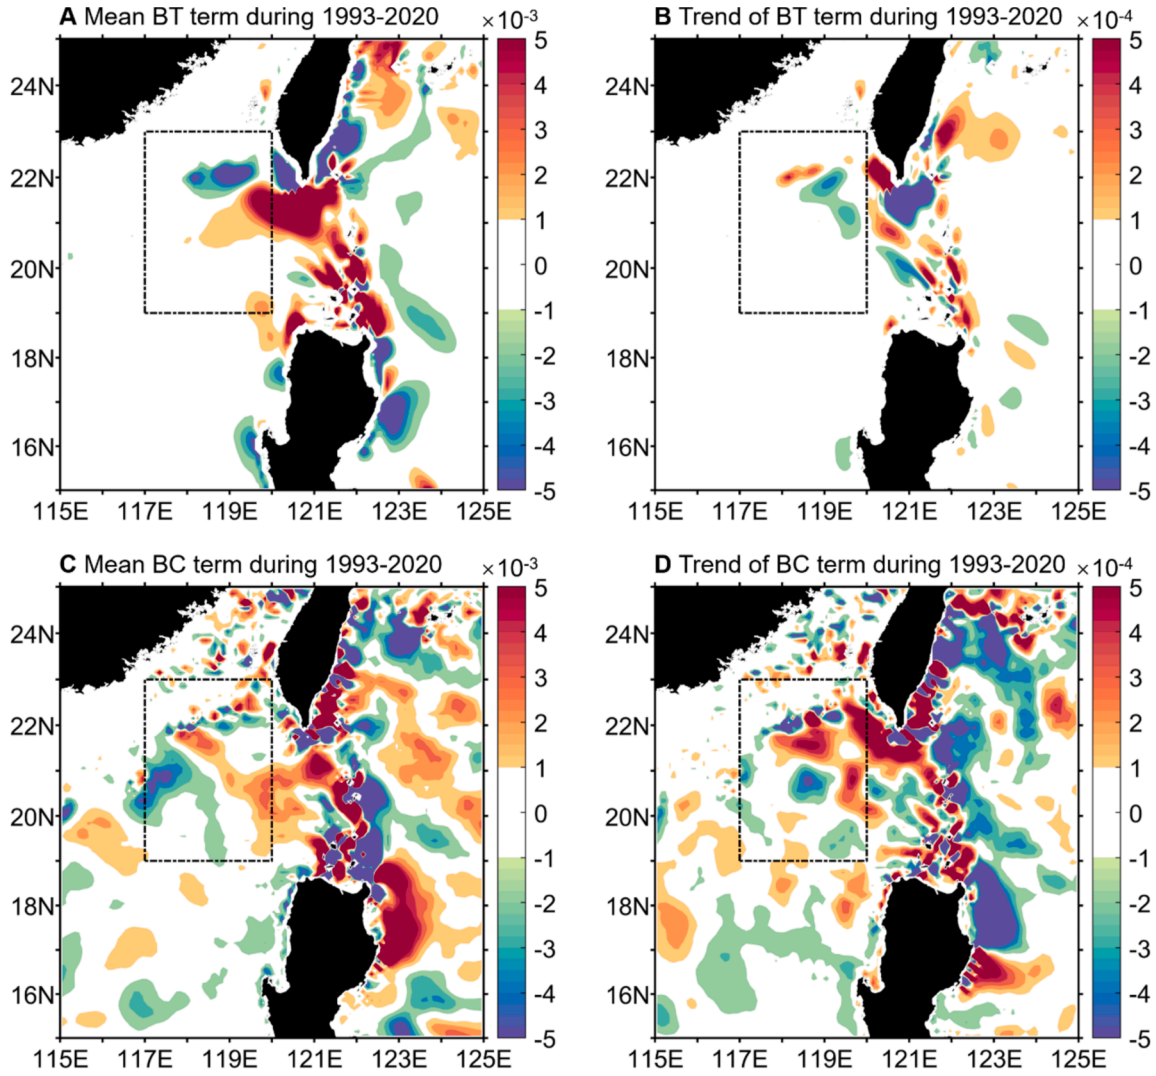 A Mean BT term during 1993-2020
×10-3
24N
22N
20N
18N
16N
115E 117E 119E 121E 123E 125E
5
4
3
2
1
0
-1
-2
-3
-4
-5
B Trend of BT term during 1993-2020
×10-4
24N
22N
20N
18N
16N
115E 117E 119E 121E 123E 125E
5
4
3
2
1
0
-1
-2
-3
-4
-5
C Mean BC term during 1993-2020
×10-3
24N
22N
20N
18N
16N
115E 117E 119E 121E 123E 125E
5
4
3
2
1
0
-1
-2
-3
-4
-5
D Trend of BC term during 1993-2020
×10-4
24N
22N
20N
18N
16N
115E 117E 119E 121E 123E 125E
5
4
3
2
1
0
-1
-2
-3
-4
-5